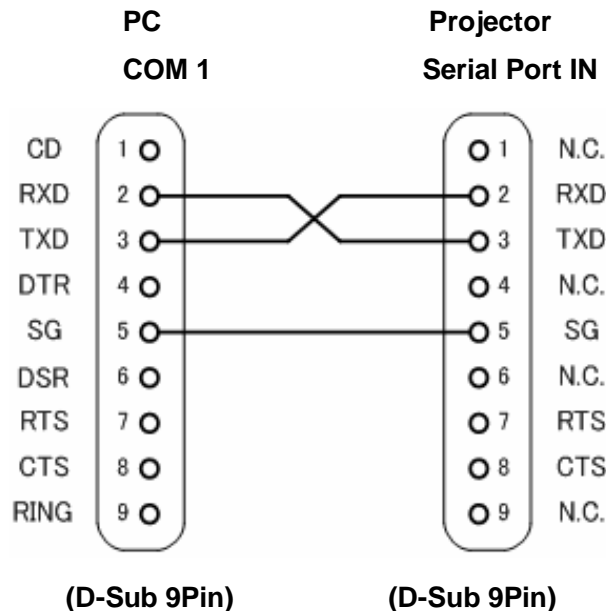 PC Projector
COM 1 Serial Port IN
CD 1 1 N.C.
RXD 2 2 RXD
TXD 3 3 TXD
DTR 4 4 N.C.
SG 5 5 SG
DSR 6 6 N.C.
RTS 7 7 RTS
CTS 8 8 CTS
RING 9 9 N.C.
(D-Sub 9Pin) (D-Sub 9Pin)